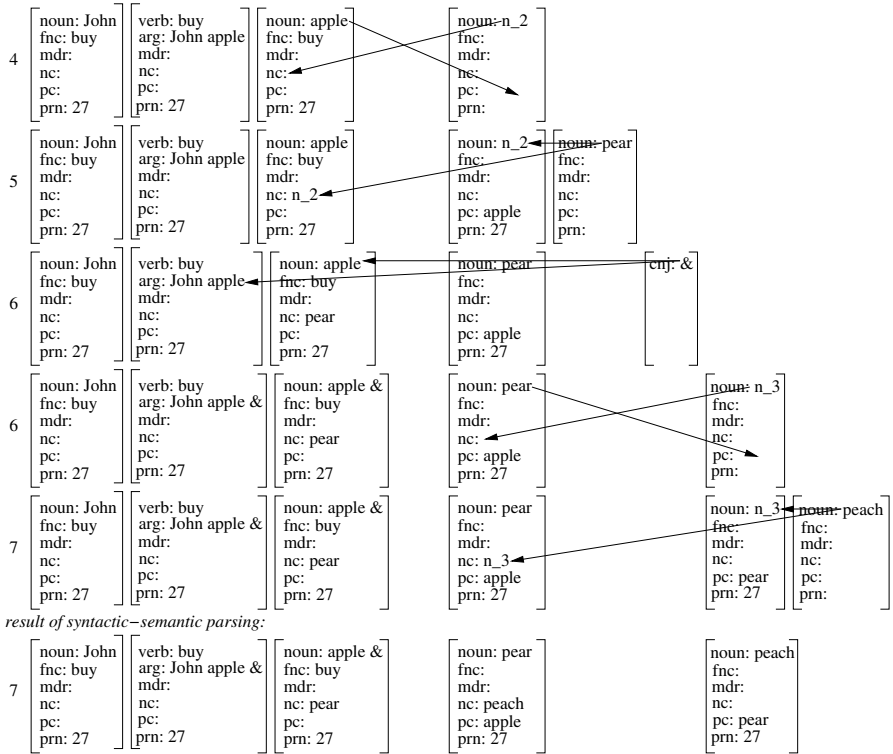 noun: John verb: buy noun: apple noun: n_2
fnc: buy arg: John apple fnc: buy fnc:
mdr: mdr: mdr: mdr:
4 nc: nc: nc: nc:
pc: pc: pc: pc:
prn: 27 prn: 27 prn: 27 prn:
noun: John verb: buy noun: apple noun: n_2 noun: pear
fnc: buy arg: John apple fnc: buy fnc: fnc:
mdr: mdr: mdr: mdr: mdr:
5 nc: nc: nc: n_2 nc: nc:
pc: pc: pc: pc: apple pc:
prn: 27 prn: 27 prn: 27 prn: 27 prn:
noun: John verb: buy noun: apple noun: pear cnj: &
fnc: buy arg: John apple fnc: buy fnc:
mdr: mdr: mdr: mdr:
6 nc: nc: nc: pear nc:
pc: pc: pc: pc: apple
prn: 27 prn: 27 prn: 27 prn: 27
noun: John verb: buy noun: apple & noun: pear noun: n_3
fnc: buy arg: John apple & fnc: buy fnc: fnc:
mdr: mdr: mdr: mdr: mdr:
6 nc: nc: nc: pear nc: nc:
pc: pc: pc: pc: apple pc:
prn: 27 prn: 27 prn: 27 prn: 27 prn:
noun: John verb: buy noun: apple & noun: pear noun: n_3 noun: peach
fnc: buy arg: John apple & fnc: buy fnc: fnc: fnc:
mdr: mdr: mdr: mdr: mdr: mdr:
7 nc: nc: nc: pear nc: n_3 nc: nc:
pc: pc: pc: pc: apple pc: pear pc:
prn: 27 prn: 27 prn: 27 prn: 27 prn: 27 prn:
result of syntactic−semantic parsing:
noun: John verb: buy noun: apple & noun: pear noun: peach
fnc: buy arg: John apple & fnc: buy fnc: fnc:
mdr: mdr: mdr: mdr: mdr:
7 nc: nc: nc: pear nc: peach nc:
pc: pc: pc: pc: apple pc: pear
prn: 27 prn: 27 prn: 27 prn: 27 prn: 27